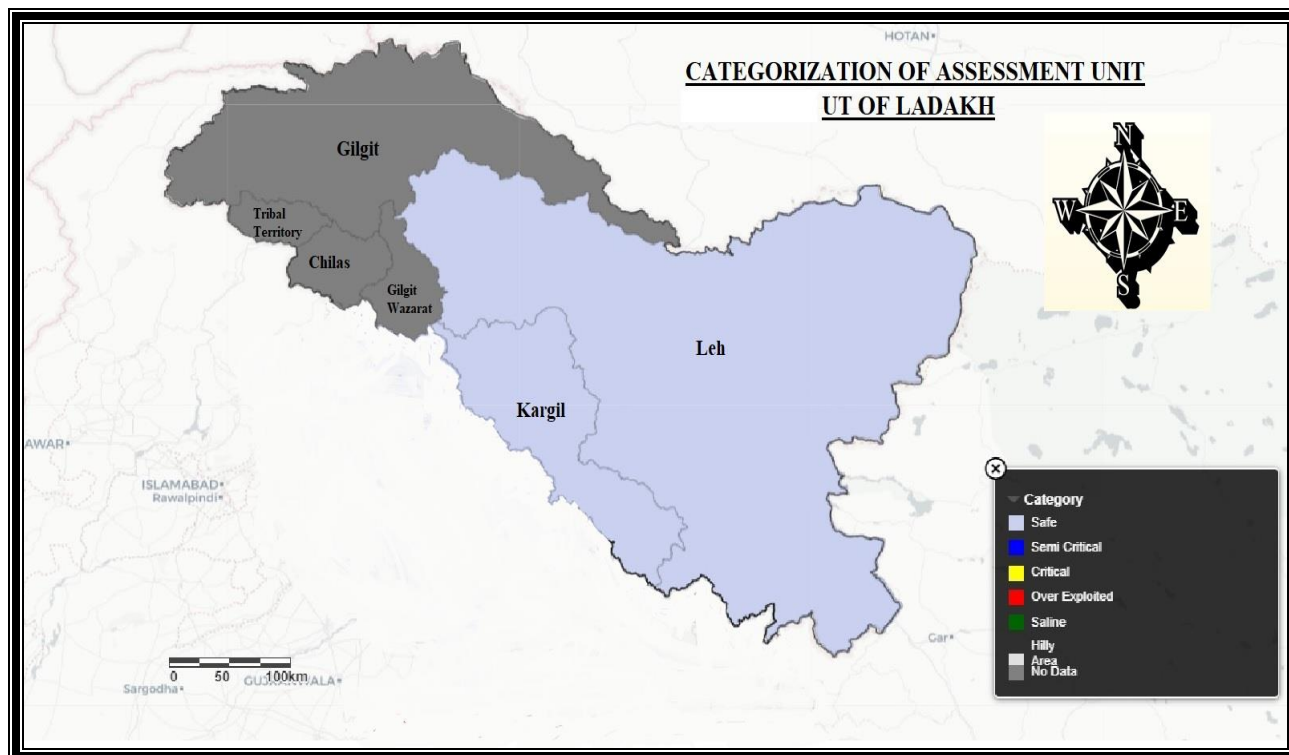 HOTAN
CATEGORIZATION OF ASSESSMENT UNIT
UT OF LADAKH
N
W
E
S
Gilgit
Tribal
Territory
Chilas
Gilgit
Wazarat
Leh
Kargil
AWAR
ISLAMABAD
Rawalpindi
Category
Safe
Semi Critical
Critical
Over Exploited
Saline
Hilly
Area
No Data
Gar
0 50 100km
Sargodha
GUJRANWALA